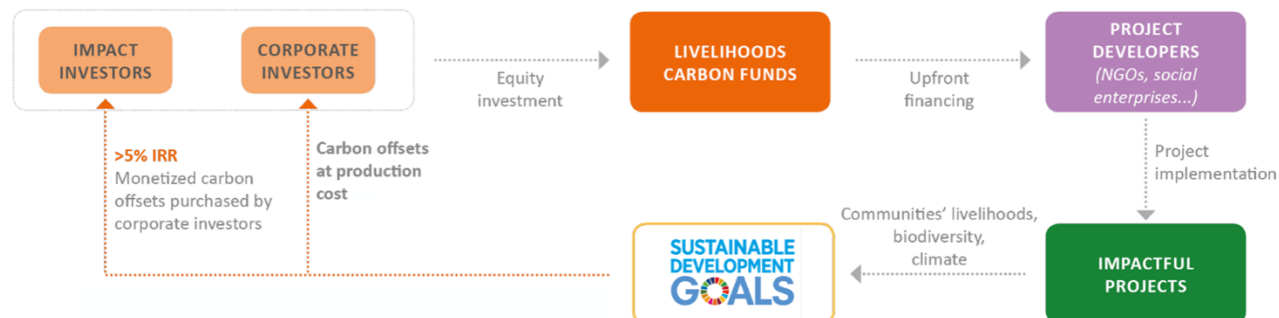 IMPACT
INVESTORS
CORPORATE
INVESTORS
Equity
investment
LIVELIHOODS
CARBON FUNDS
Upfront
financing
PROJECT
DEVELOPERS
(NGOs, social
enterprises...)
>5% IRR
Monetized carbon
offsets purchased by
corporate investors
Carbon offsets
at production
cost
Project
implementation
Communities’ livelihoods,
biodiversity,
climate
SUSTAINABLE
DEVELOPMENT
GOALS
IMPACTFUL
PROJECTS